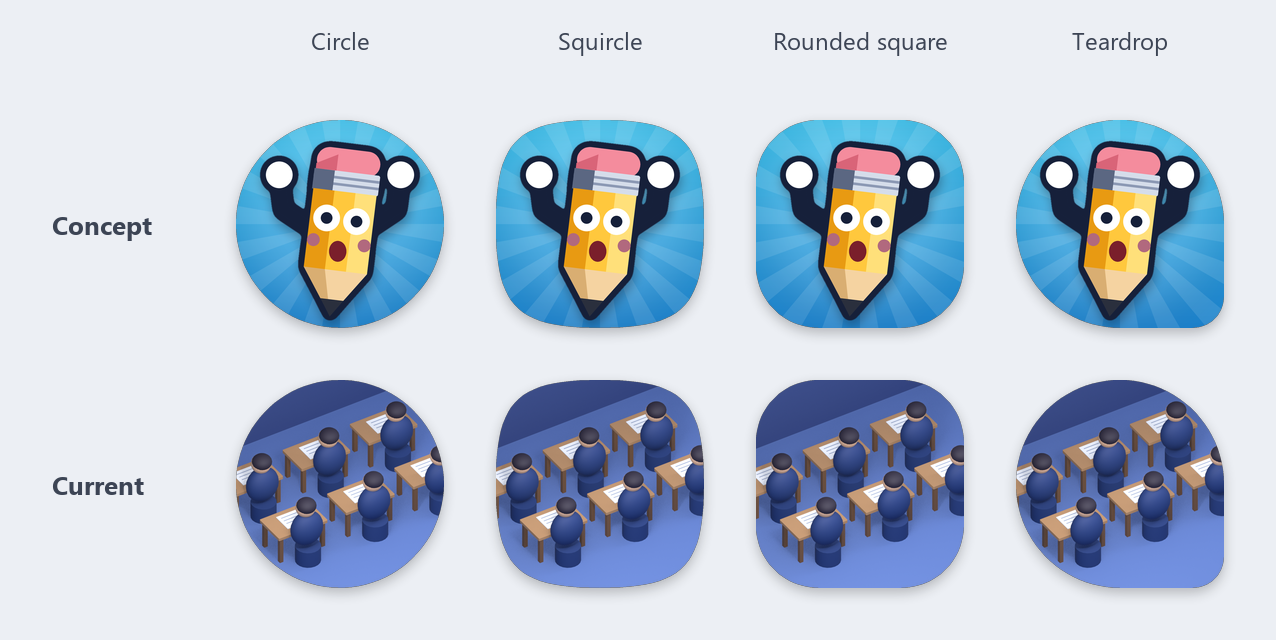 Circle
Squircle
Rounded square
Teardrop
Concept
Current